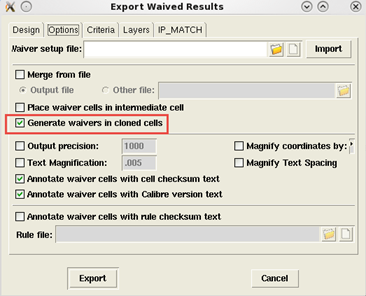 Export Waived Results
Design Options Criteria Layers IP_MATCH
Waiver setup file: Import
Merge from file
Output file Other file:
Place waiver cells in intermediate cell
Generate waivers in cloned cells
Output precision: 1000 Magnify coordinates by:
Text Magnification: .005 Magnify Text Spacing
Annotate waiver cells with cell checksum text
Annotate waiver cells with Calibre version text
Annotate waiver cells with rule checksum text
Rule file:
Export Cancel